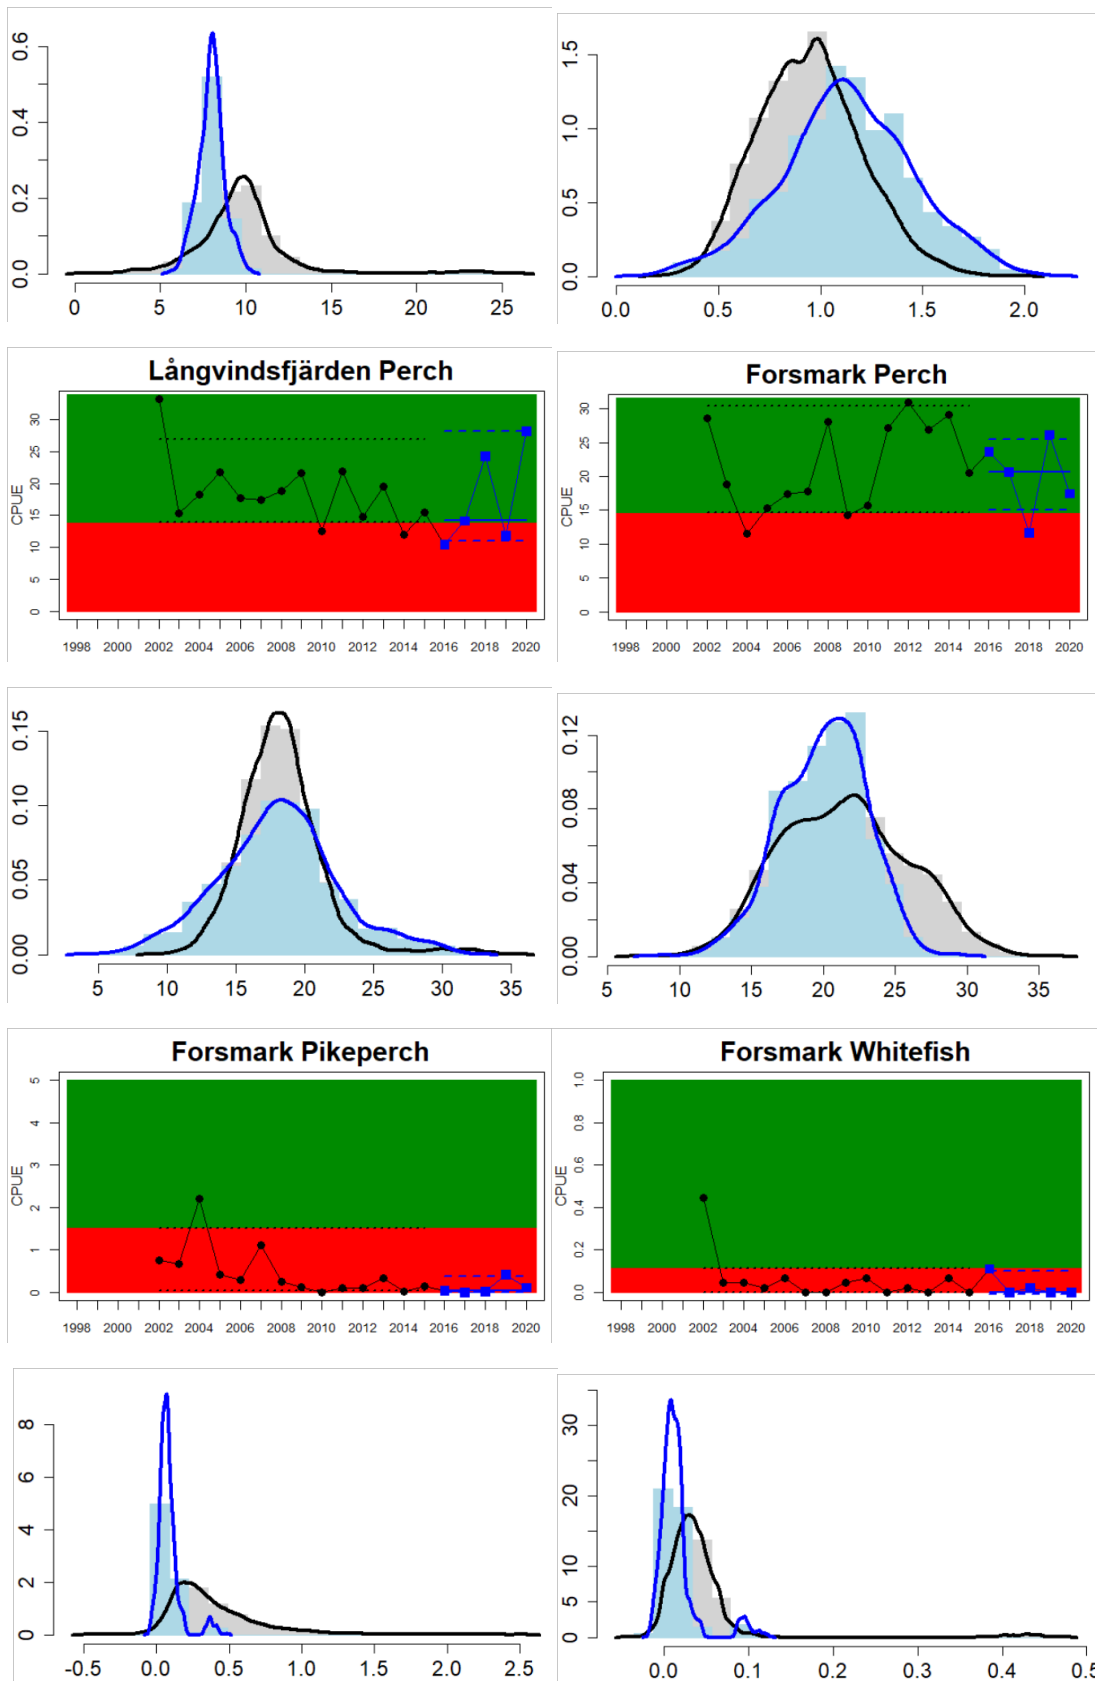 0.0 0.2 0.4 0.6
0 5 10 15 20 25
0.0 0.5 1.0 1.5
0.0 0.5 1.0 1.5 2.0
Långvindsfjärden Perch
CPUE
0 5 10 15 20 25 30
1998 2000 2002 2004 2006 2008 2010 2012 2014 2016 2018 2020
Forsmark Perch
CPUE
0 5 10 15 20 25 30
1998 2000 2002 2004 2006 2008 2010 2012 2014 2016 2018 2020
0.00 0.05 0.10 0.15
5 10 15 20 25 30 35
0.00 0.04 0.08 0.12
5 10 15 20 25 30 35
Forsmark Pikeperch
CPUE
0 1 2 3 4 5
1998 2000 2002 2004 2006 2008 2010 2012 2014 2016 2018 2020
Forsmark Whitefish
CPUE
0.0 0.2 0.4 0.6 0.8 1.0
1998 2000 2002 2004 2006 2008 2010 2012 2014 2016 2018 2020
0 2 4 6 8
-0.5 0.0 0.5 1.0 1.5 2.0 2.5
0 10 20 30
0.0 0.1 0.2 0.3 0.4 0.5